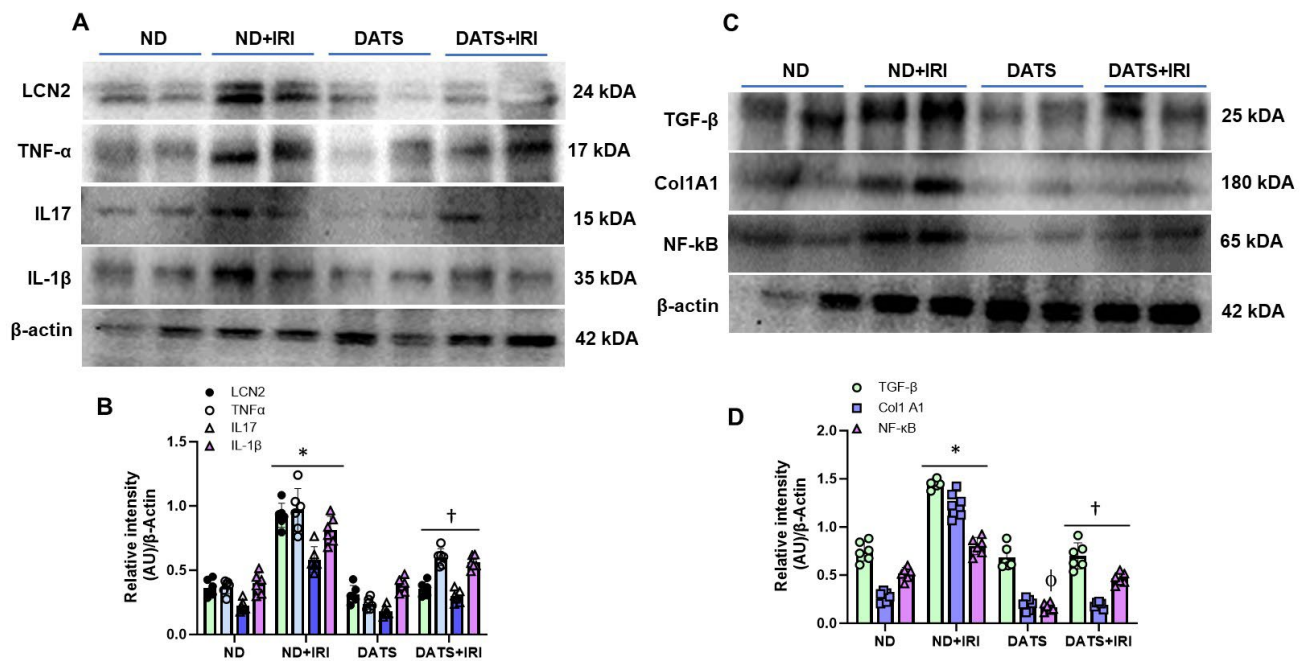 A
ND ND+IRI DATS DATS+IRI
LCN2 24 kDA
TNF-α 17 kDA
IL17 15 kDA
IL-1β 35 kDA
β-actin 42 kDA
B
LCN2
TNFα
IL17
IL-1β
Relative intensity
(AU)/β-Actin
1.5
1.0
0.5
0.0
*
†
ND ND+IRI DATS DATS+IRI
C
ND ND+IRI DATS DATS+IRI
TGF-β 25 kDA
Col1A1 180 kDA
NF-kB 65 kDA
β-actin 42 kDA
D
TGF-β
Col1 A1
NF-κB
Relative intensity
(AU)/β-Actin
2.0
1.5
1.0
0.5
0.0
*
ϕ
†
ND ND+IRI DATS DATS+IRI